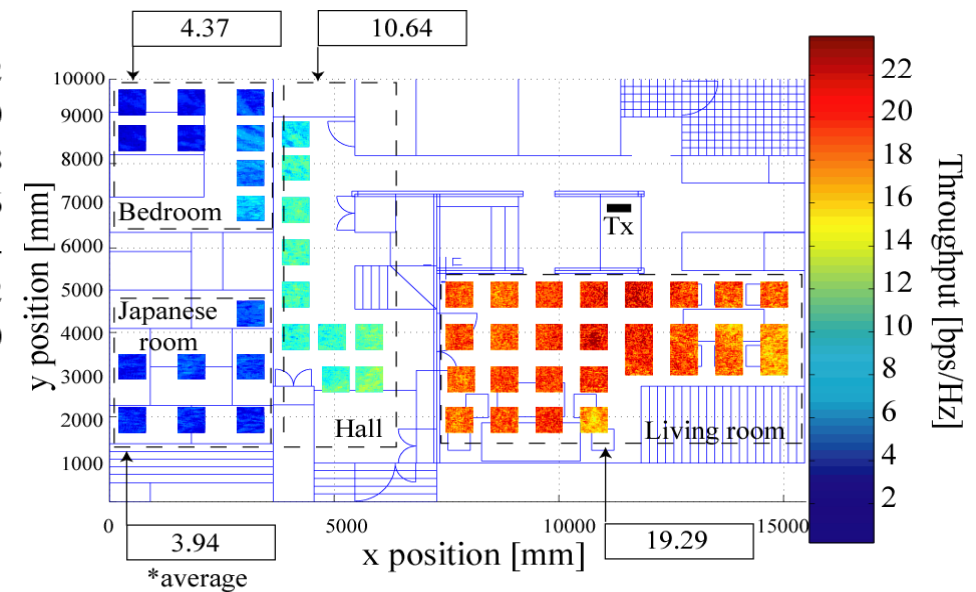 4.37
10.64
10000
9000
8000
7000
6000
5000
4000
3000
2000
1000
y position [mm]
Bedroom
Japanese
room
Hall
Tx
Living room
0
5000
10000
15000
x position [mm]
3.94
*average
19.29
22
20
18
16
14
12
10
8
6
4
2
Throughput [bps/Hz]